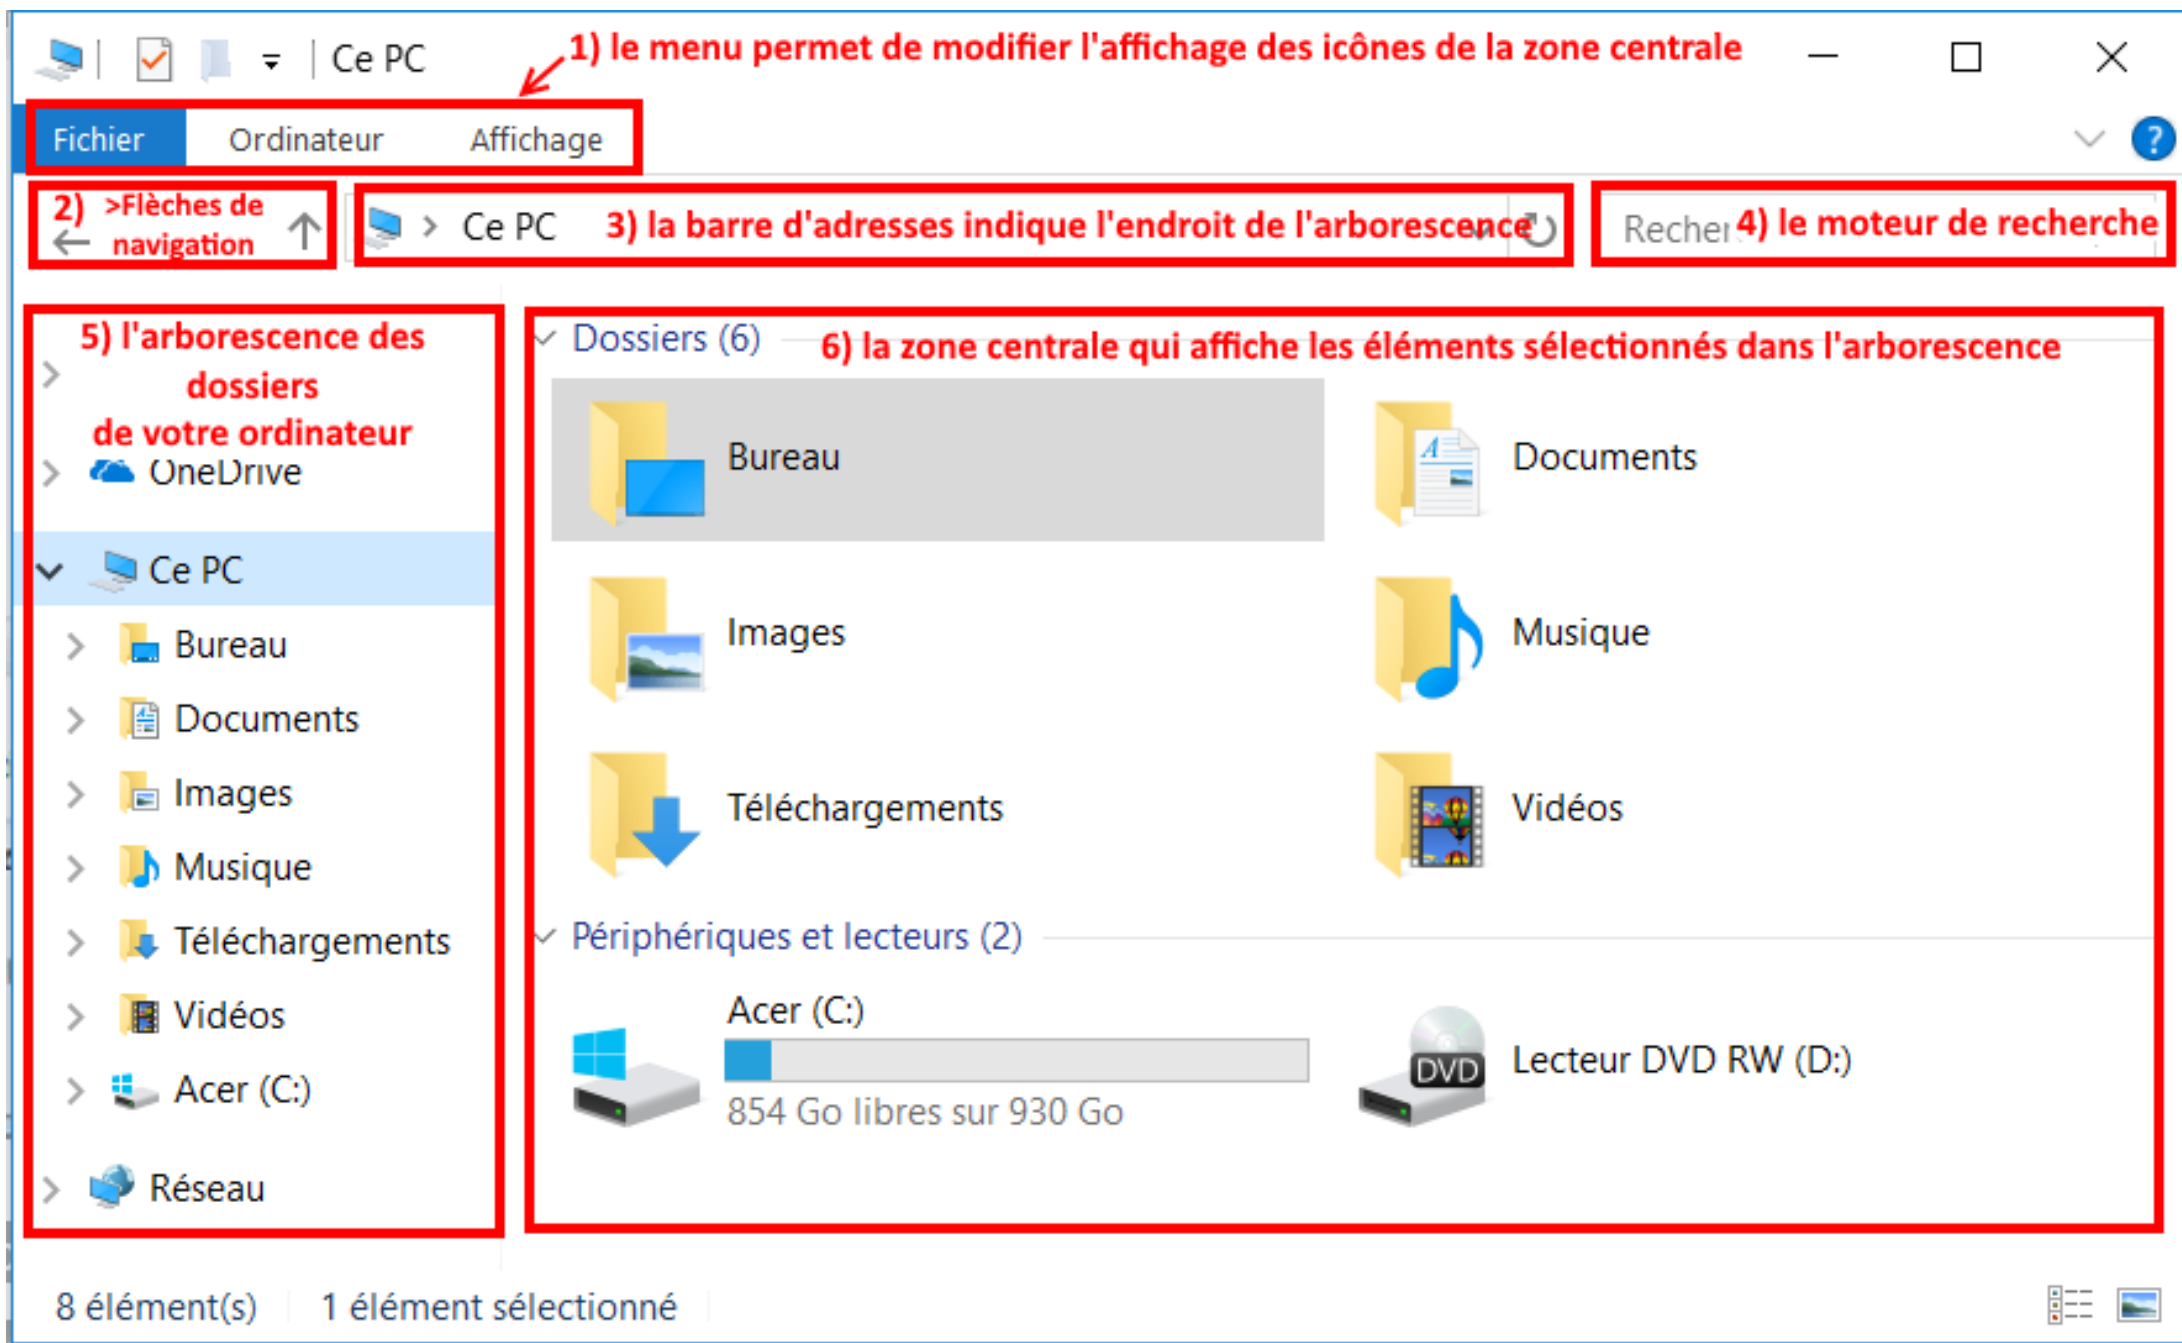 Ce PC
1) le menu permet de modifier l'affichage des icônes de la zone centrale
Fichier Ordinateur Affichage
?
2) >Flèches de
navigation
Ce PC
3) la barre d'adresses indique l'endroit de l'arborescence
4) le moteur de recherche
5) l'arborescence des
dossiers
de votre ordinateur
OneDrive
Ce PC
Bureau
Documents
Images
Musique
Téléchargements
Vidéos
Acer (C:)
Réseau
Dossiers (6)
6) la zone centrale qui affiche les éléments sélectionnés dans l'arborescence
Bureau
Documents
Images
Musique
Téléchargements
Vidéos
Périphériques et lecteurs (2)
Acer (C:)
854 Go libres sur 930 Go
DVD
Lecteur DVD RW (D:)
8 élément(s) 1 élément sélectionné